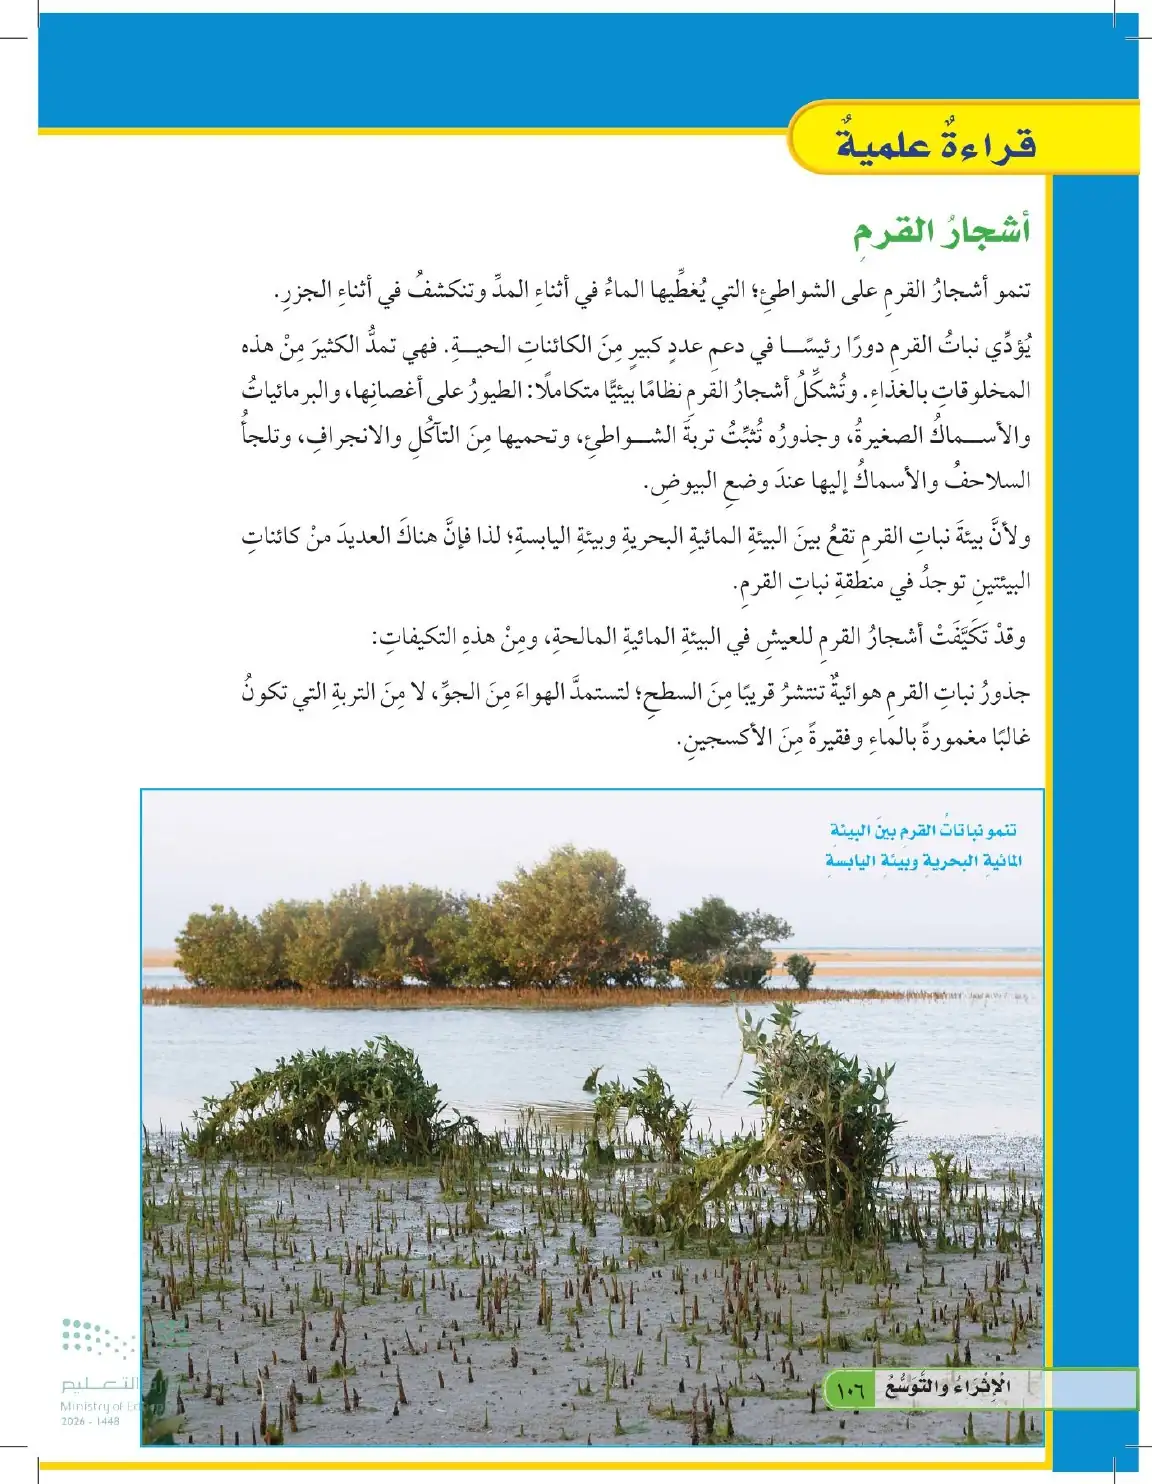 قراءةٌ علميةٌ
أشجارُ القرمِ
تنمو أشجارُ القرمِ على الشواطئِ؛ التي يُغطِّيها الماءُ في أثناءِ المدِّ وتنكشفُ في أثناءِ الجزرِ.
يُؤدِّي نباتُ القرمِ دورًا رئيسًا في دعمِ عددٍ كبيرٍ مِنَ الكائناتِ الحيةِ. فهي تمدُّ الكثيرَ مِنْ هذه
المخلوقاتِ بالغذاءِ. وتُشكِّلُ أشجارُ القرمِ نظامًا بيئيًّا متكاملًا: الطيورُ على أغصانِها، والبرمائياتُ
والأسماكُ الصغيرةُ، وجذورُه تُثبِّتُ تربةَ الشواطئِ، وتحميها مِنَ التآكُلِ والانجرافِ، وتلجأُ
السلاحفُ والأسماكُ إليها عندَ وضعِ البيوضِ.
ولأنَّ بيئةَ نباتِ القرمِ تقعُ بينَ البيئةِ المائيةِ البحريةِ وبيئةِ اليابسةِ؛ لذا فإنَّ هناكَ العديدَ منْ كائناتِ
البيئتينِ توجدُ في منطقةِ نباتِ القرمِ.
وقدْ تَكَيَّفَتْ أشجارُ القرمِ للعيشِ في البيئةِ المائيةِ المالحةِ، ومِنْ هذهِ التكيفاتِ:
جذورُ نباتِ القرمِ هوائيةٌ تنتشرُ قريبًا مِنَ السطحِ؛ لتستمدَّ الهواءَ مِنَ الجوِّ، لا مِنَ التربةِ التي تكونُ
غالبًا مغمورةً بالماءِ وفقيرةً مِنَ الأكسجينِ.
تنمو نباتاتُ القرمِ بينَ البيئةِ
المائيةِ البحريةِ وبيئةِ اليابسةِ
الْإِثْرَاءُ والتَّوَسُّعُ ١٠٦
التعليم
Ministry of
2026 - 1448